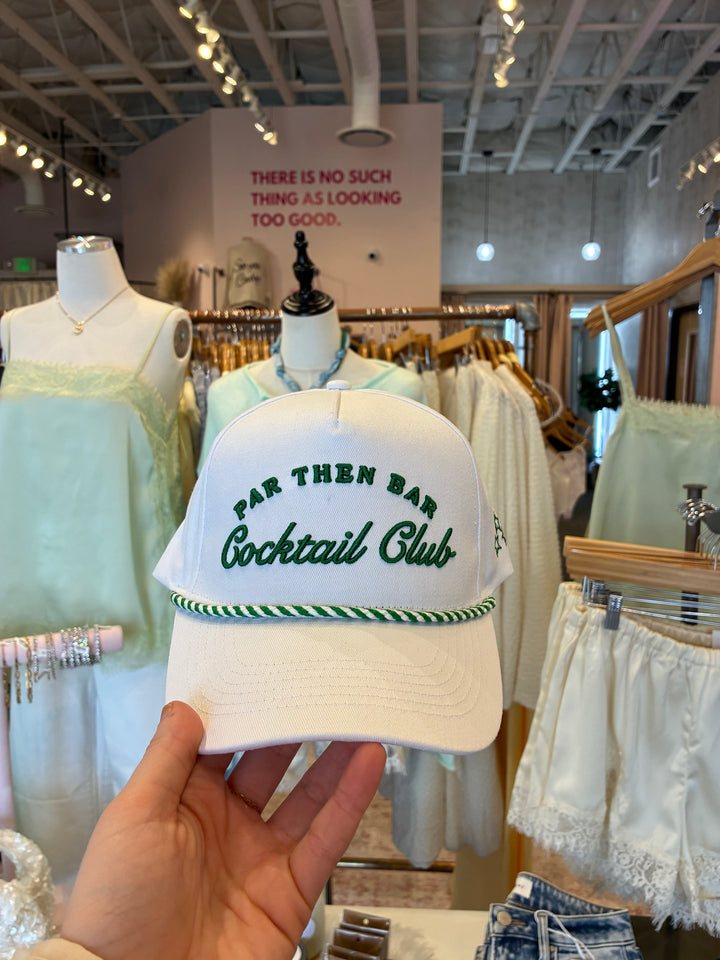 THERE IS NO SUCH
THING AS LOOKING
TOO GOOD.
PAR THEN BAR
Cocktail Club